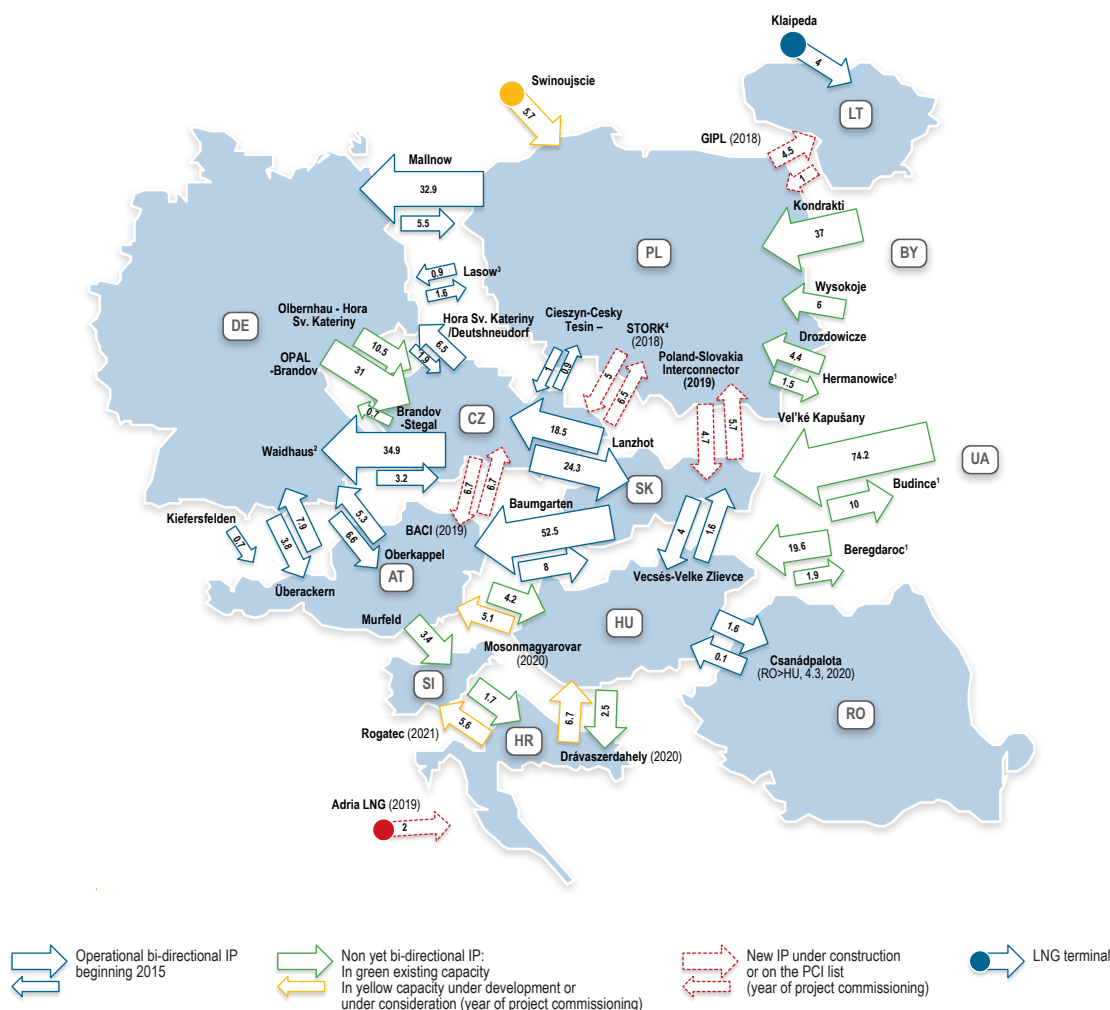 Klaipeda
4
LT
Swinoujscie
5.7
GIPL (2018)
4.5
1
Mallnow
32.9
5.5
Kondrakti
37
PL
BY
Lasow³
0.9
1.6
Wysokoje
6
DE
Olbernhau - Hora
Sv. Kateriny
10.5
1.9
Hora Sv. Kateriny
/Deutshneudorf
6.5
Cieszyn-Cesky
Tesin –
1
0.9
STORK⁴
(2018)
5
6.5
Poland-Slovakia
Interconnector
(2019)
4.7
5.7
Drozdowicze
4.4
1.5
Hermanowice¹
OPAL
-Brandov
31
0.7
Brandov
-Stegal
CZ
18.5
Lanzhot
24.3
Vel'ké Kapušany
74.2
UA
Waidhaus²
34.9
3.2
6.7
6.7
SK
Budince¹
10
Kiefersfelden
0.7
3.8
7.9
5.3
6.6
Oberkappel
BACI (2019)
Baumgarten
52.5
8
4
1.6
Vecsés-Velke Zlievce
19.6
Beregdaroc¹
1.9
Überackern
AT
Murfeld
3.4
4.2
5.1
Mosonmagyarovar
(2020)
HU
1.6
0.1
Csanádpalota
(RO>HU, 4.3, 2020)
SI
1.7
5.6
Rogatec (2021)
HR
6.7
2.5
Drávaszerdahely (2020)
RO
Adria LNG (2019)
2
Operational bi-directional IP
beginning 2015
Non yet bi-directional IP:
In green existing capacity
In yellow capacity under development or
under consideration (year of project commissioning)
New IP under construction
or on the PCI list
(year of project commissioning)
LNG terminal